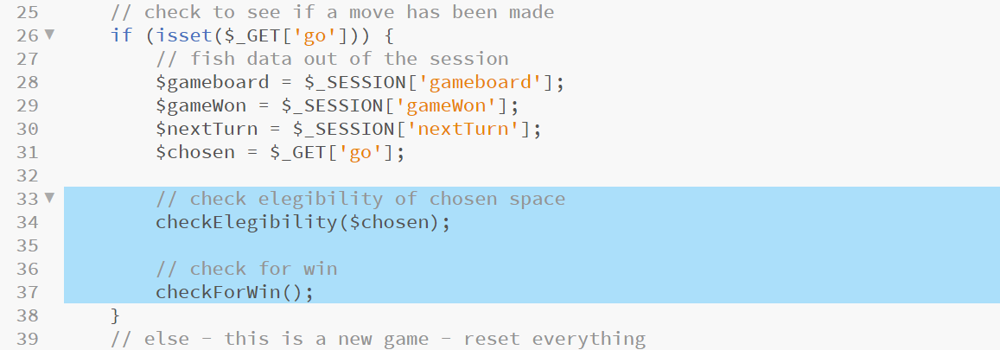 25 // check to see if a move has been made
26 if (isset($_GET['go'])) {
27 // fish data out of the session
28 $gameboard = $_SESSION['gameboard'];
29 $gameWon = $_SESSION['gameWon'];
30 $nextTurn = $_SESSION['nextTurn'];
31 $chosen = $_GET['go'];
32
33 // check elegibility of chosen space
34 checkElegibility($chosen);
35
36 // check for win
37 checkForWin();
38 }
39 // else - this is a new game - reset everything